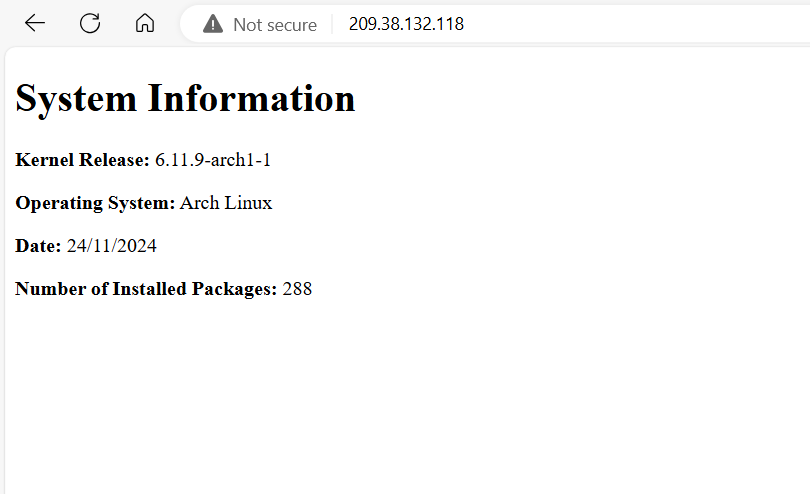 Not secure 209.38.132.118
System Information
Kernel Release: 6.11.9-arch1-1
Operating System: Arch Linux
Date: 24/11/2024
Number of Installed Packages: 288